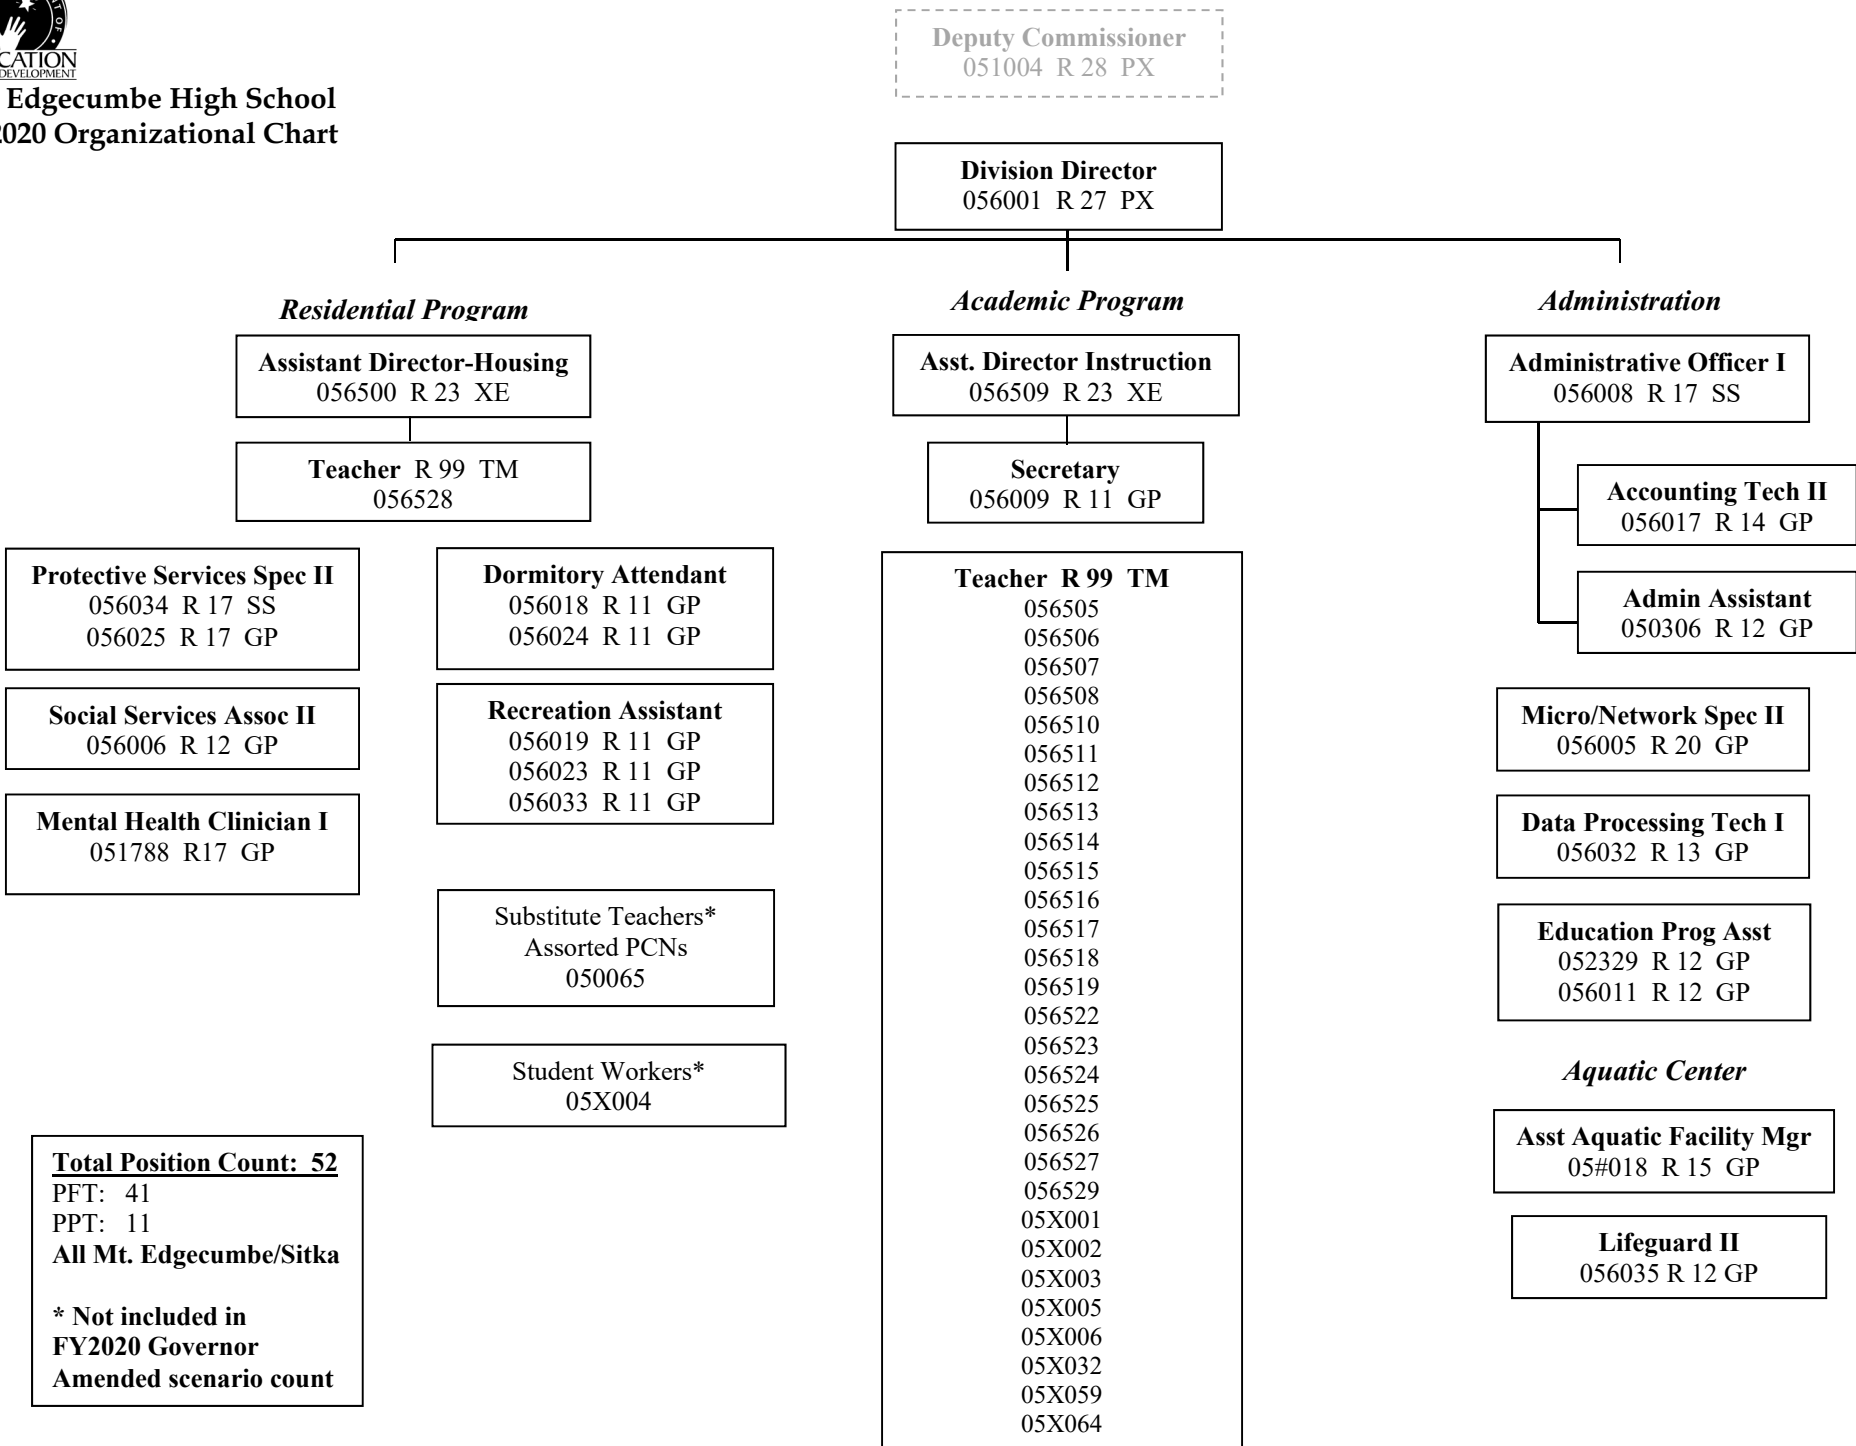 CATION
DEVELOPMENT
Edgecumbe High School
2020 Organizational Chart
Deputy Commissioner
051004 R 28 PX
Division Director
056001 R 27 PX
Residential Program
Assistant Director-Housing
056500 R 23 XE
Teacher R 99 TM
056528
Protective Services Spec II
056034 R 17 SS
056025 R 17 GP
Social Services Assoc II
056006 R 12 GP
Mental Health Clinician I
051788 R17 GP
Dormitory Attendant
056018 R 11 GP
056024 R 11 GP
Recreation Assistant
056019 R 11 GP
056023 R 11 GP
056033 R 11 GP
Substitute Teachers*
Assorted PCNs
050065
Student Workers*
05X004
Total Position Count: 52
PFT: 41
PPT: 11
All Mt. Edgecumbe/Sitka
* Not included in
FY2020 Governor
Amended scenario count
Academic Program
Asst. Director Instruction
056509 R 23 XE
Secretary
056009 R 11 GP
Teacher R 99 TM
056505
056506
056507
056508
056510
056511
056512
056513
056514
056515
056516
056517
056518
056519
056522
056523
056524
056525
056526
056527
056529
05X001
05X002
05X003
05X005
05X006
05X032
05X059
05X064
Administration
Administrative Officer I
056008 R 17 SS
Accounting Tech II
056017 R 14 GP
Admin Assistant
050306 R 12 GP
Micro/Network Spec II
056005 R 20 GP
Data Processing Tech I
056032 R 13 GP
Education Prog Asst
052329 R 12 GP
056011 R 12 GP
Aquatic Center
Asst Aquatic Facility Mgr
05#018 R 15 GP
Lifeguard II
056035 R 12 GP